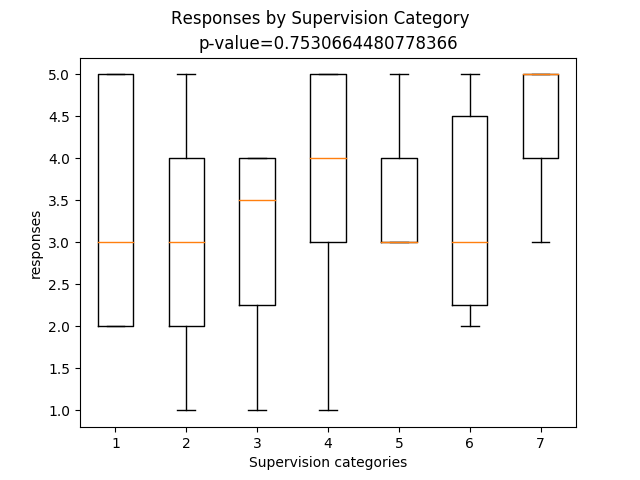 Responses by Supervision Category
p-value=0.7530664480778366
5.0
4.5
4.0
3.5
3.0
2.5
2.0
1.5
1.0
responses
1 2 3 4 5 6 7
Supervision categories